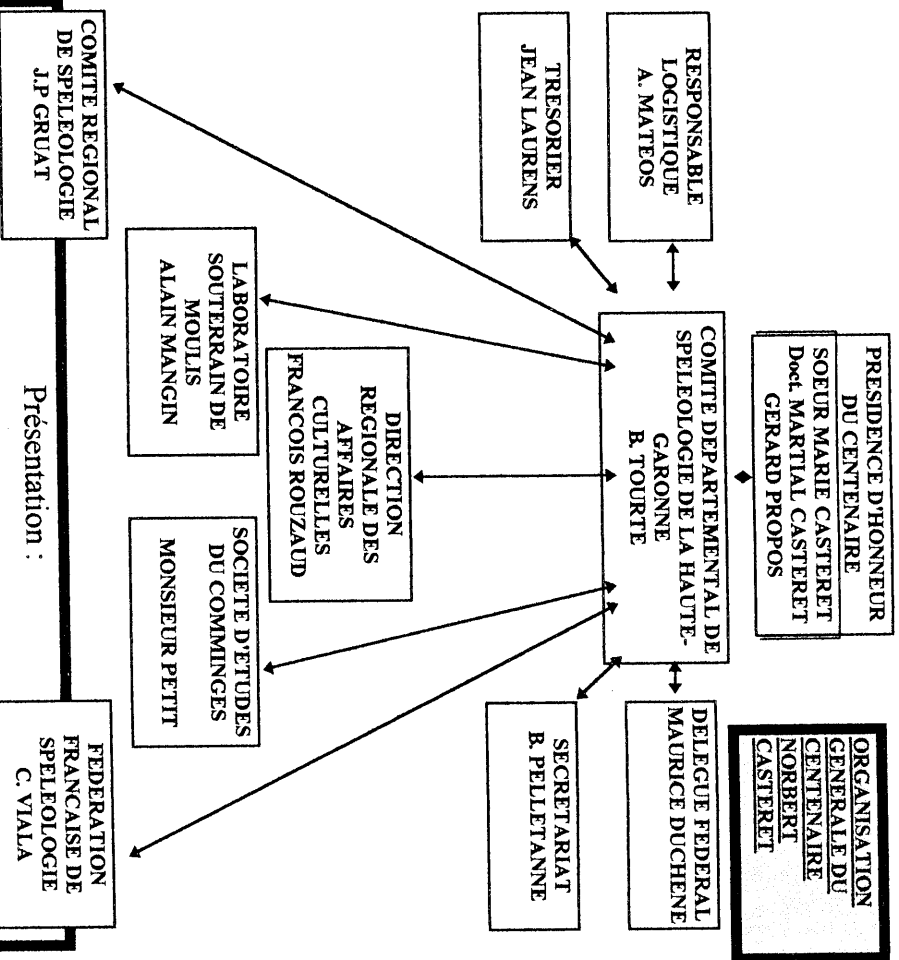 ORGANISATION
GENERALE DU
CENTENAIRE
NORBERT
CASTERET
PRESIDENCE D'HONNEUR
DU CENTENAIRE
SOEUR MARIE CASTERET
Doct. MARTIAL CASTERET
GERARD PROPOS
RESPONSABLE
LOGISTIQUE
A. MATEOS
COMITE DEPARTEMENTAL DE
SPELEOLOGIE DE LA HAUTE-
GARONNE
B. TOURTE
DELEGUE FEDERAL
MAURICE DUCHENE
TRESORIER
JEAN LAURENS
SECRETARIAT
B. PELLETANNE
DIRECTION
REGIONALE DES
AFFAIRES
CULTURELLES
FRANCOIS ROUZAUD
LABORATOIRE
SOUTERRAIN DE
MOULIS
ALAIN MANGIN
SOCIETE D'ETUDES
DU COMMINGES
MONSIEUR PETIT
COMITE REGIONAL
DE SPELEOLOGIE
J.P GRUAT
FEDERATION
FRANCAISE DE
SPELEOLOGIE
C. VIALA
Présentation :